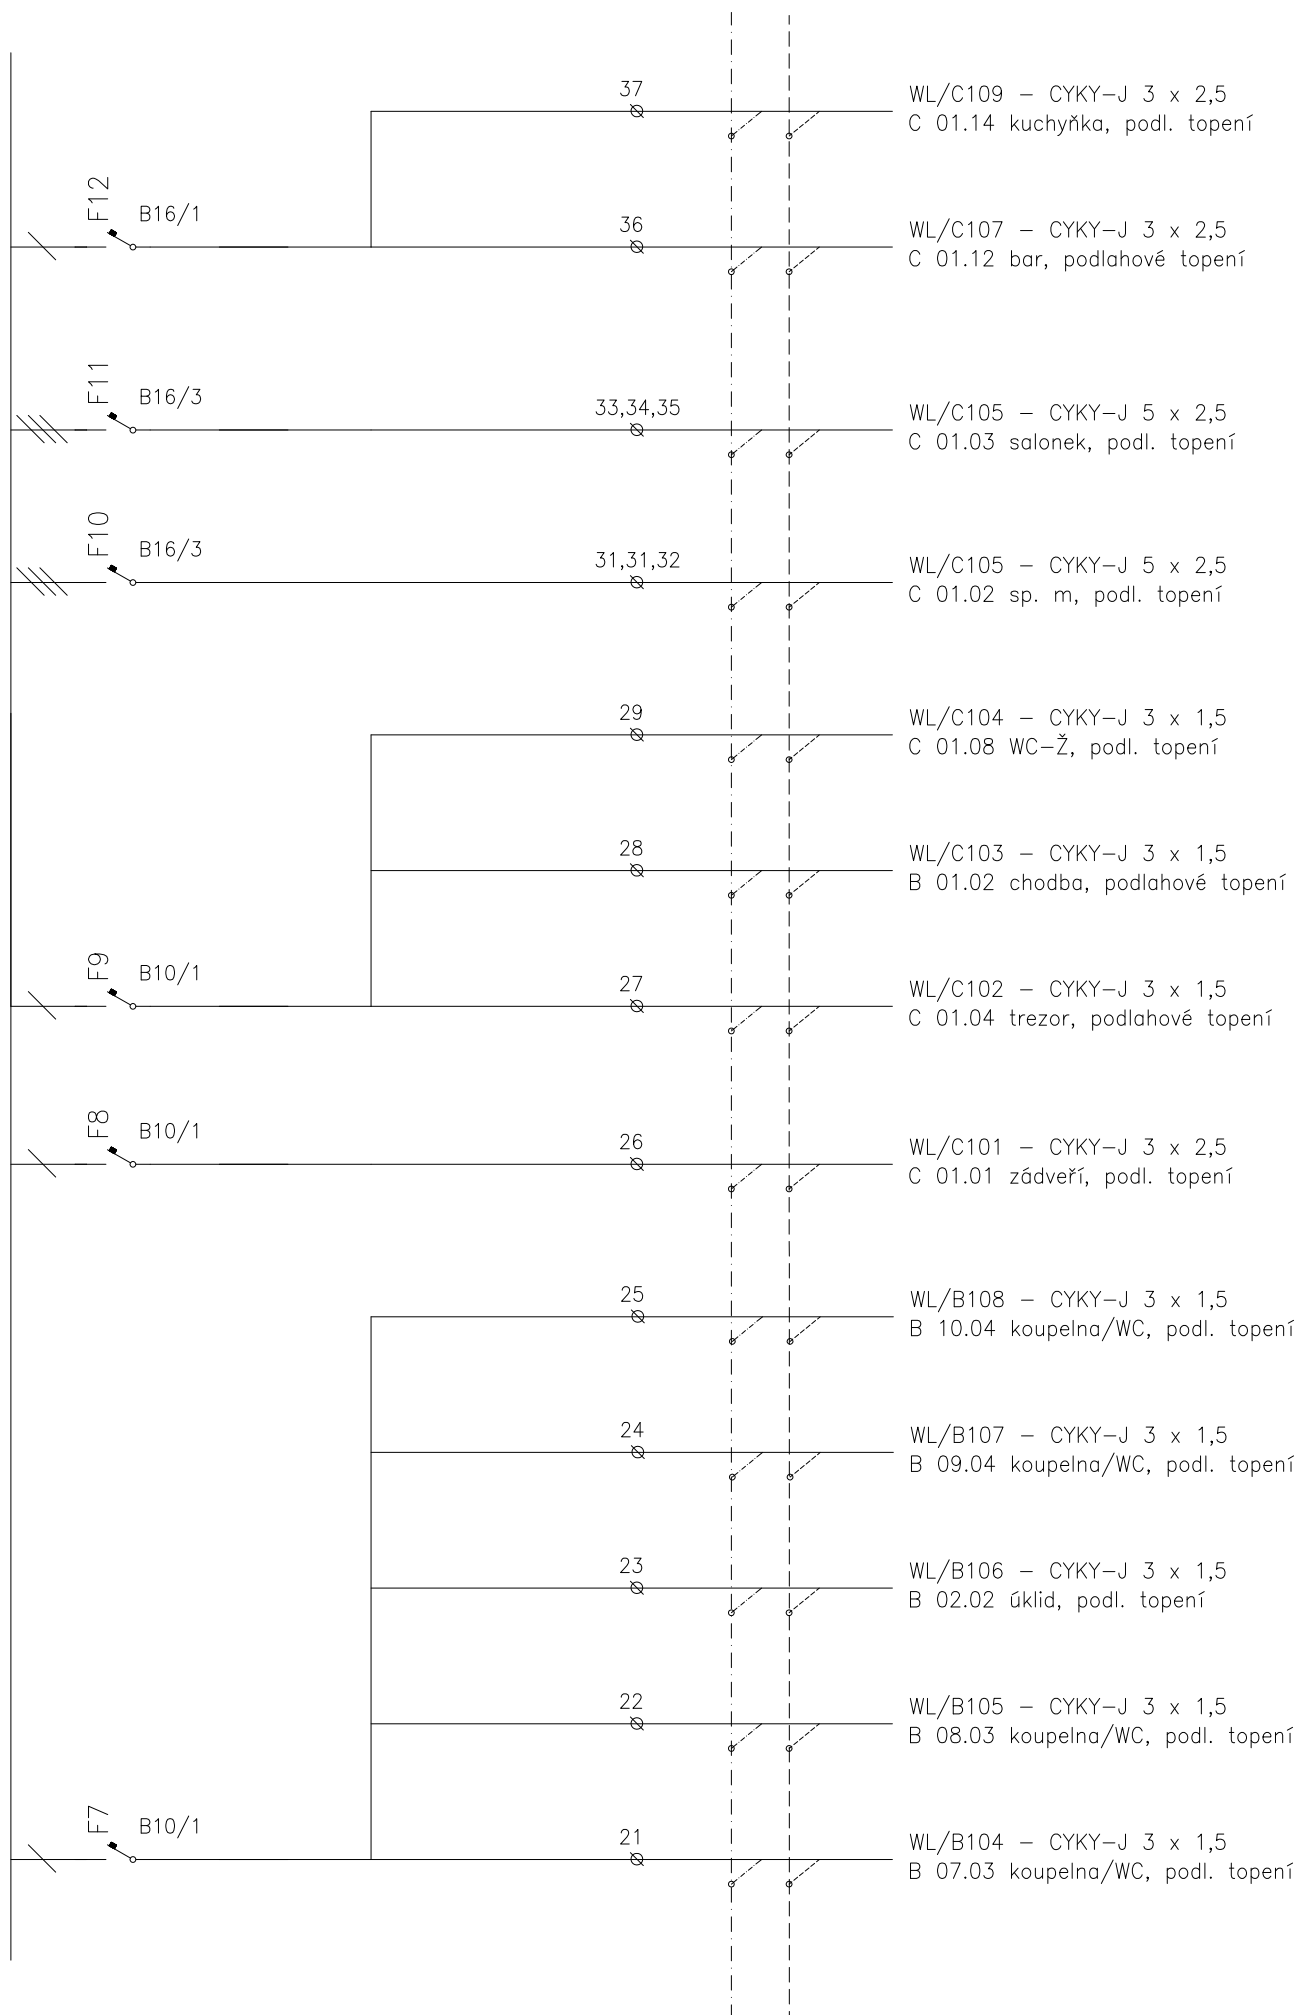 37
WL/C109 – CYKY–J 3 x 2,5
C 01.14 kuchyňka, podl. topení
F12
B16/1
36
WL/C107 – CYKY–J 3 x 2,5
C 01.12 bar, podlahové topení
F11
B16/3
33,34,35
WL/C105 – CYKY–J 5 x 2,5
C 01.03 salonek, podl. topení
F10
B16/3
31,31,32
WL/C105 – CYKY–J 5 x 2,5
C 01.02 sp. m, podl. topení
29
WL/C104 – CYKY–J 3 x 1,5
C 01.08 WC–Ž, podl. topení
28
WL/C103 – CYKY–J 3 x 1,5
B 01.02 chodba, podlahové topení
F9
B10/1
27
WL/C102 – CYKY–J 3 x 1,5
C 01.04 trezor, podlahové topení
F8
B10/1
26
WL/C101 – CYKY–J 3 x 2,5
C 01.01 zádveří, podl. topení
25
WL/B108 – CYKY–J 3 x 1,5
B 10.04 koupelna/WC, podl. topení
24
WL/B107 – CYKY–J 3 x 1,5
B 09.04 koupelna/WC, podl. topení
23
WL/B106 – CYKY–J 3 x 1,5
B 02.02 úklid, podl. topení
22
WL/B105 – CYKY–J 3 x 1,5
B 08.03 koupelna/WC, podl. topení
F7
B10/1
21
WL/B104 – CYKY–J 3 x 1,5
B 07.03 koupelna/WC, podl. topení